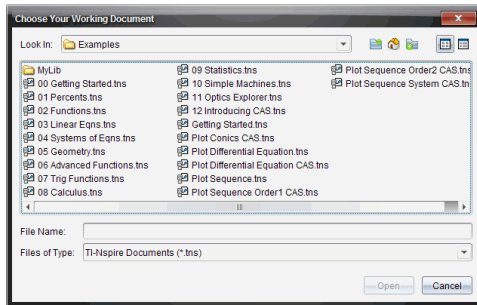 Choose Your Working Document
Look In: Examples
MyLib
00 Getting Started.tns
01 Percents.tns
02 Functions.tns
03 Linear Eqns.tns
04 Systems of Eqns.tns
05 Geometry.tns
06 Advanced Functions.tns
07 Trig Functions.tns
08 Calculus.tns
09 Statistics.tns
10 Simple Machines.tns
11 Optics Explorer.tns
12 Introducing CAS.tns
Getting Started.tns
Plot Conics CAS.tns
Plot Differential Equation.tns
Plot Differential Equation CAS.tns
Plot Sequence.tns
Plot Sequence Order1 CAS.tns
Plot Sequence Order2 CAS.tns
Plot Sequence System CAS.tn
File Name:
Files of Type: TI-Nspire Documents (*.tns)
Open Cancel